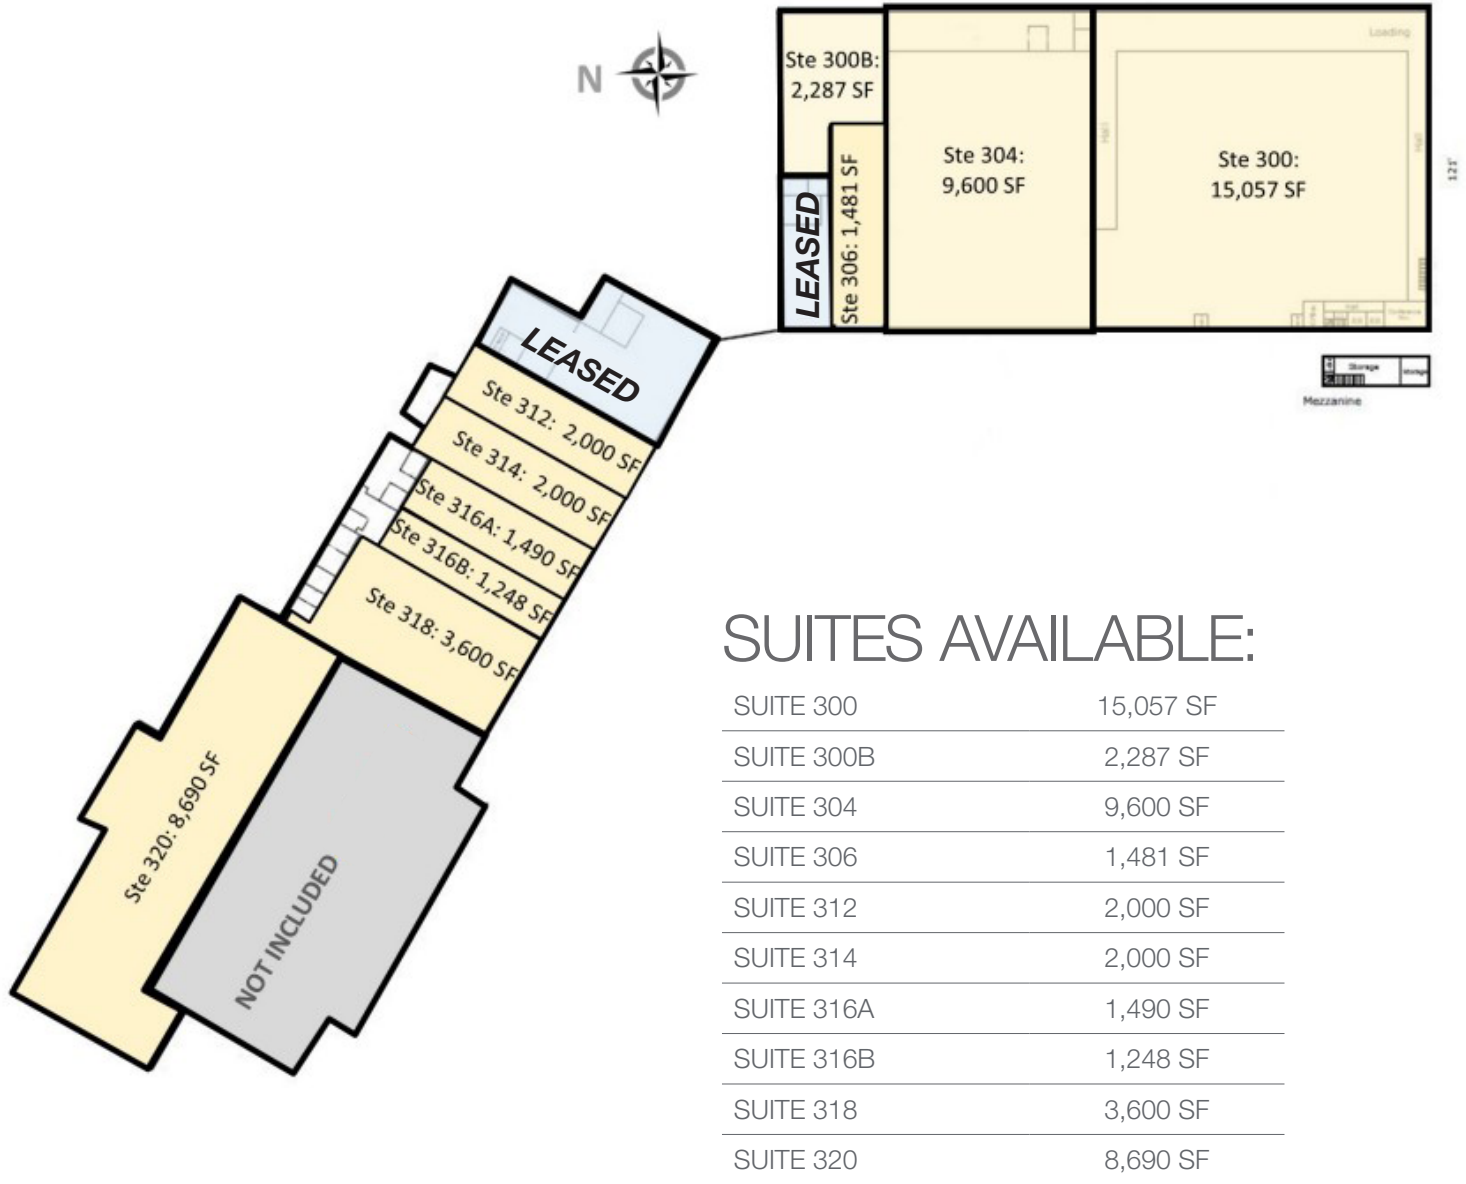 N
Ste 300B:
2,287 SF
Ste 304:
9,600 SF
Ste 300:
15,057 SF
Loading
Hall
Hall
121'
LEASED
Ste 306: 1,481 SF
Storage
Storage
Mezzanine
LEASED
Ste 312: 2,000 SF
Ste 314: 2,000 SF
Ste 316A: 1,490 SF
Ste 316B: 1,248 SF
Ste 318: 3,600 SF
Ste 320: 8,690 SF
NOT INCLUDED
SUITES AVAILABLE:
SUITE 300 15,057 SF
SUITE 300B 2,287 SF
SUITE 304 9,600 SF
SUITE 306 1,481 SF
SUITE 312 2,000 SF
SUITE 314 2,000 SF
SUITE 316A 1,490 SF
SUITE 316B 1,248 SF
SUITE 318 3,600 SF
SUITE 320 8,690 SF